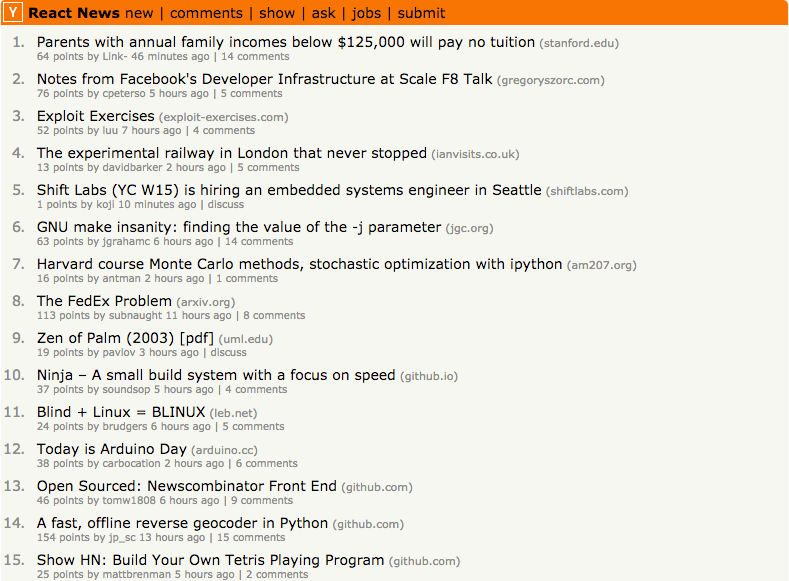 Y React News new | comments | show | ask | jobs | submit
1. Parents with annual family incomes below $125,000 will pay no tuition (stanford.edu)
64 points by Link- 46 minutes ago | 14 comments
2. Notes from Facebook's Developer Infrastructure at Scale F8 Talk (gregoryszorc.com)
76 points by cpeterso 5 hours ago | 5 comments
3. Exploit Exercises (exploit-exercises.com)
52 points by luu 7 hours ago | 4 comments
4. The experimental railway in London that never stopped (ianvisits.co.uk)
13 points by davidbarker 2 hours ago | 5 comments
5. Shift Labs (YC W15) is hiring an embedded systems engineer in Seattle (shiftlabs.com)
1 points by kojl 10 minutes ago | discuss
6. GNU make insanity: finding the value of the -j parameter (jgc.org)
63 points by jgrahamc 6 hours ago | 14 comments
7. Harvard course Monte Carlo methods, stochastic optimization with ipython (am207.org)
16 points by antman 2 hours ago | 1 comments
8. The FedEx Problem (arxiv.org)
113 points by subnaught 11 hours ago | 8 comments
9. Zen of Palm (2003) [pdf] (uml.edu)
19 points by pavlov 3 hours ago | discuss
10. Ninja – A small build system with a focus on speed (github.io)
37 points by soundsop 5 hours ago | 4 comments
11. Blind + Linux = BLINUX (leb.net)
24 points by brudgers 6 hours ago | 5 comments
12. Today is Arduino Day (arduino.cc)
38 points by carbocation 2 hours ago | 6 comments
13. Open Sourced: Newscombinator Front End (github.com)
46 points by tomw1808 6 hours ago | 9 comments
14. A fast, offline reverse geocoder in Python (github.com)
154 points by jp_sc 13 hours ago | 15 comments
15. Show HN: Build Your Own Tetris Playing Program (github.com)
25 points by mattbrenman 5 hours ago | 2 comments